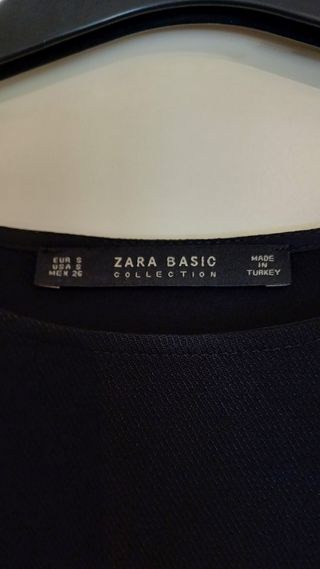 EUR S
USA S
MEX 26
ZARA BASIC
COLLECTION
MADE
IN
TURKEY